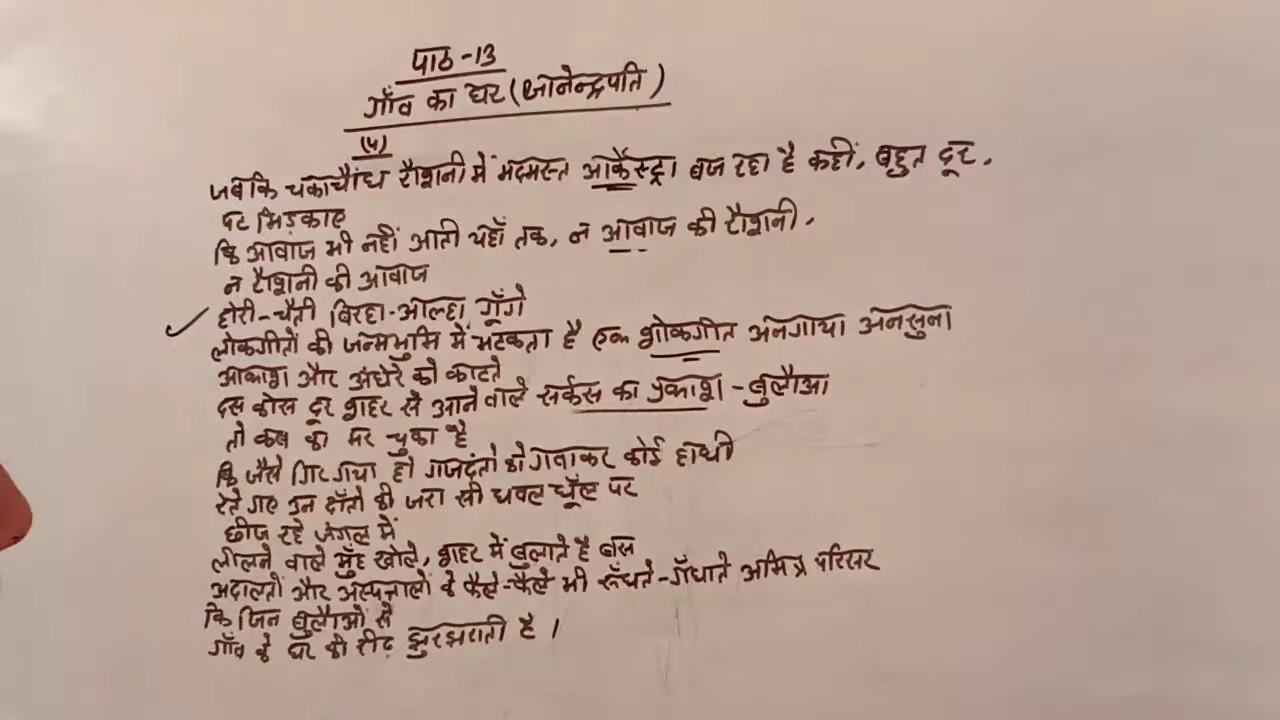 पाठ-13
गाँव का घर (ज्ञानेन्द्रपति)
(५)
जबकि चकाचौंध रौशनी में मदमस्त आर्केस्ट्रा बज रहा है कहीं, बहुत दूर,
पट भिड़काए
कि आवाज भी नहीं आती यहाँ तक, न आवाज की रौशनी,
न रौशनी की आवाज
होरी-चैती बिरहा-आल्हा गूँगे
लोकगीतों की जन्मभुमि में भटकता है एक शोकगीत अनगाया अनसुना
आकाश और अंधेरे को काटते
दस कोस दूर शहर से आने वाले सर्कस का प्रकाश-बुलौआ
तो कब का मर चुका है
कि जैसे गिर गया हो गजदंतों को गवाकर कोई हाथी
रेते गए उन दाँतो की जरा सी धवल धूल पर
छीज रहे जंगल में
लीलने वाले मुँह खोले, शहर में बुलाते है बस
अदालतों और अस्पतालों के फैले-फैले भी रूँधते-गँधाते अमित्र परिसर
कि जिन बुलौओं से
गाँव के घर की रीढ़ झुरझुराती है ।